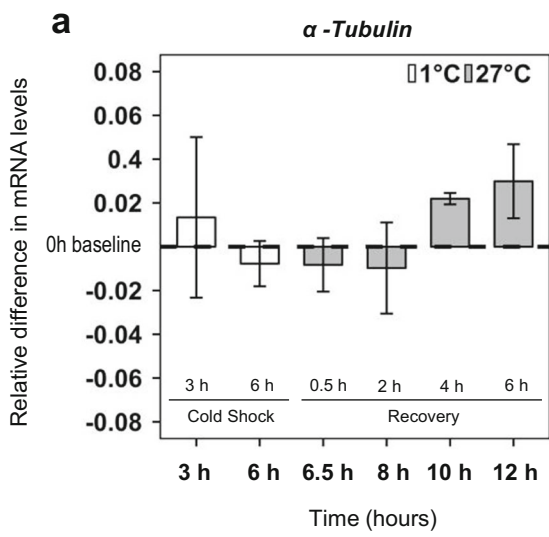 a
α -Tubulin
1°C 27°C
Relative difference in mRNA levels
0.08
0.06
0.4
0.02
0h baseline
-0.02
-0.04
-0.06
-0.08
3 h 6 h 0.5 h 2 h 4 h 6 h
Cold Shock Recovery
3 h 6 h 6.5 h 8 h 10 h 12 h
Time (hours)